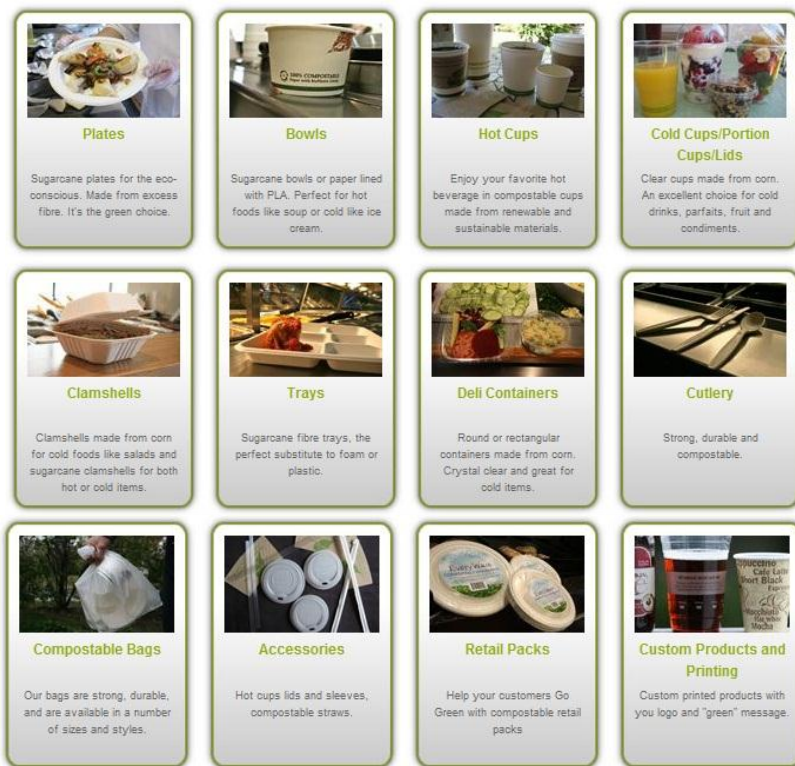 100% COMPOSTABLE
Plates
Sugarcane plates for the eco-
conscious. Made from excess
fibre. It's the green choice.
Bowls
Sugarcane bowls or paper lined
with PLA. Perfect for hot
foods like soup or cold like ice
cream.
Hot Cups
Enjoy your favorite hot
beverage in compostable cups
made from renewable and
sustainable materials.
Cold Cups/Portion
Cups/Lids
Clear cups made from corn.
An excellent choice for cold
drinks, parfaits, fruit and
condiments.
Clamshells
Clamshells made from corn
for cold foods like salads and
sugarcane clamshells for both
hot or cold items.
Trays
Sugarcane fibre trays, the
perfect substitute to foam or
plastic.
Deli Containers
Round or rectangular
containers made from corn.
Crystal clear and great for
cold items.
Cutlery
Strong, durable and
compostable.
Compostable Bags
Our bags are strong, durable,
and are available in a number
of sizes and styles.
Accessories
Hot cups lids and sleeves,
compostable straws.
Retail Packs
Help your customers Go
Green with compostable retail
packs
Cafe Latte
Short Black
Mocha
Custom Products and
Printing
Custom printed products with
you logo and "green" message.